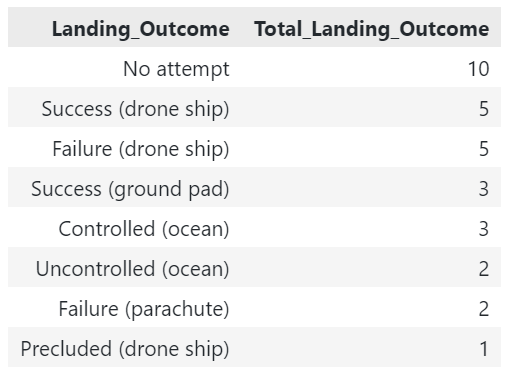 Landing_Outcome Total_Landing_Outcome
No attempt 10
Success (drone ship) 5
Failure (drone ship) 5
Success (ground pad) 3
Controlled (ocean) 3
Uncontrolled (ocean) 2
Failure (parachute) 2
Precluded (drone ship) 1